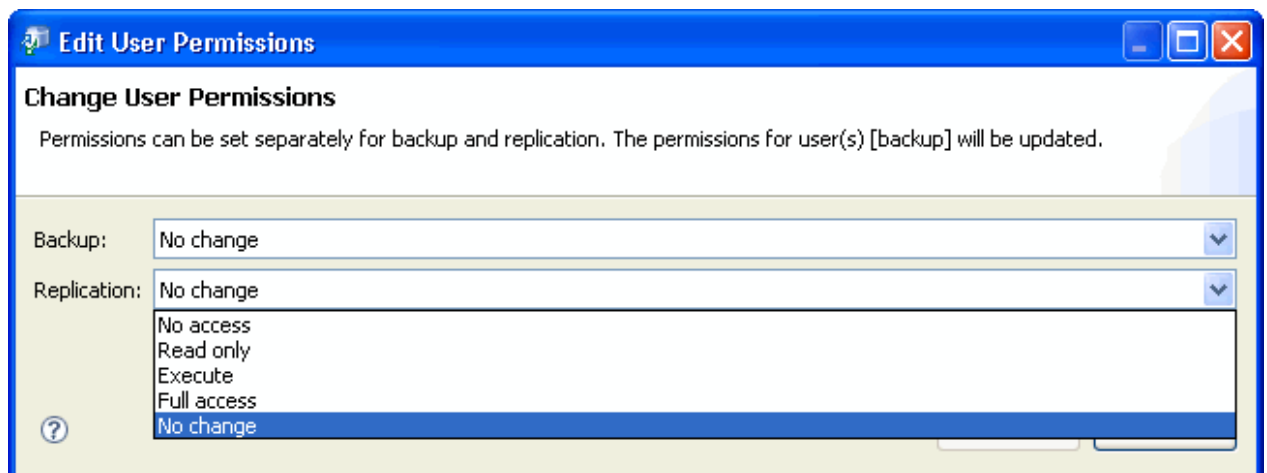 Edit User Permissions
Change User Permissions
Permissions can be set separately for backup and replication. The permissions for user(s) [backup] will be updated.
Backup: No change
Replication: No change
No access
Read only
Execute
Full access
No change